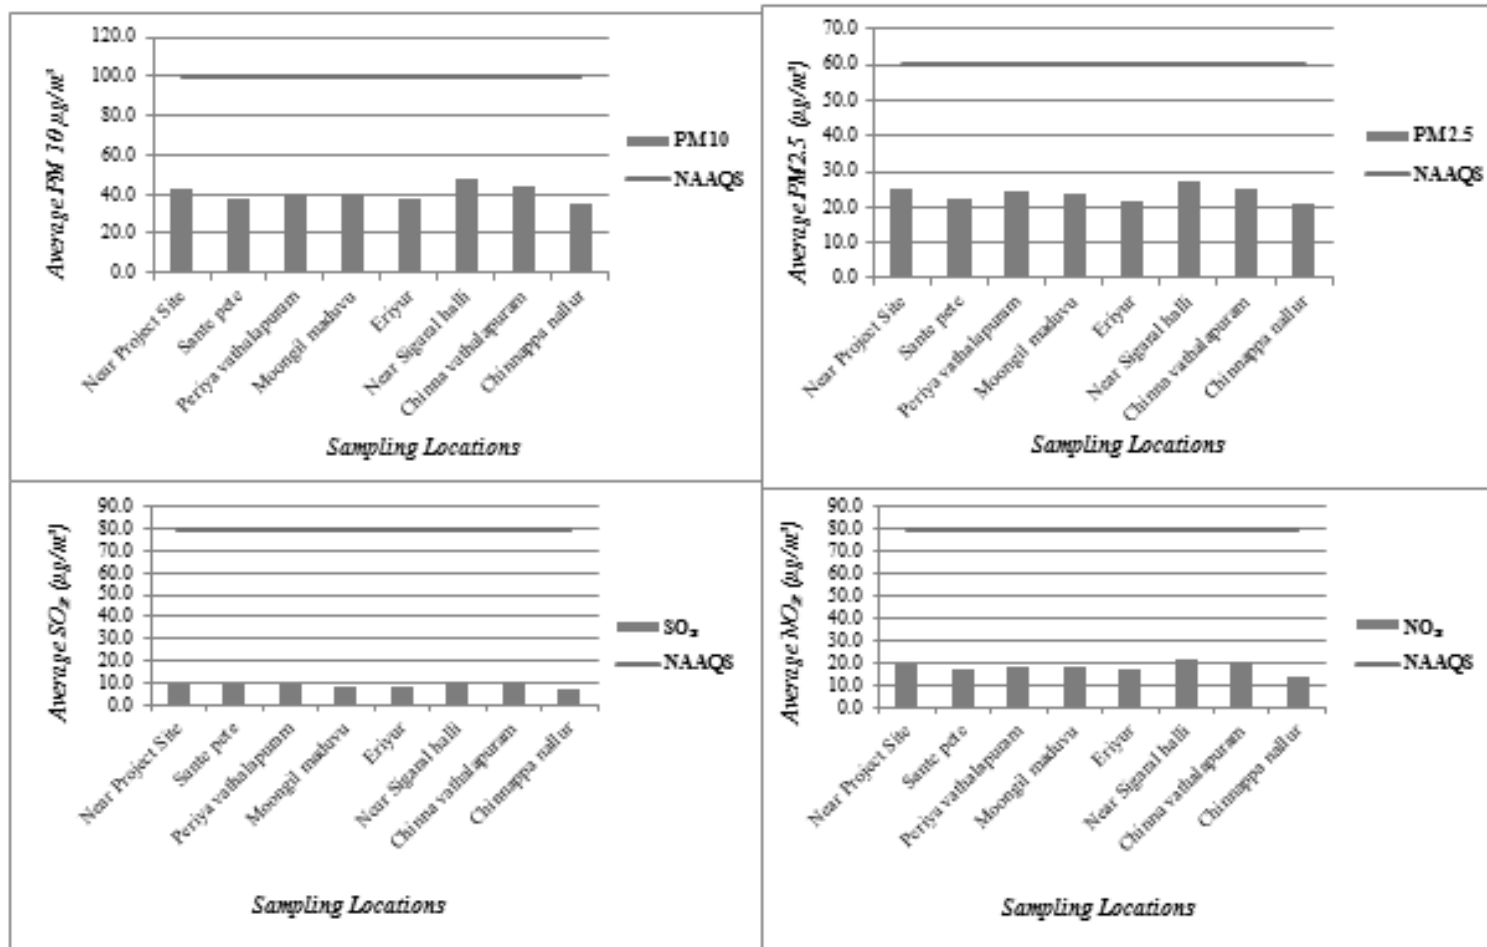 120.0
100.0
80.0
60.0
40.0
20.0
0.0
Average PM 10 µg/m³
PM10
NAAQS
Near Project Site
Sante pete
Periya vathalapuram
Moongil maduvu
Eriyur
Near Sigaral halli
Chinna vathalapuram
Chinnappa nallur
Sampling Locations
70.0
60.0
50.0
40.0
30.0
20.0
10.0
0.0
Average PM2.5 (µg/m³)
PM2.5
NAAQS
Near Project Site
Sante pete
Periya vathalapuram
Moongil maduvu
Eriyur
Near Sigaral halli
Chinna vathalapuram
Chinnappa nallur
Sampling Locations
90.0
80.0
70.0
60.0
50.0
40.0
30.0
20.0
10.0
0.0
Average SO₂ (µg/m³)
SO₂
NAAQS
Near Project Site
Sante pete
Periya vathalapuram
Moongil maduvu
Eriyur
Near Sigaral halli
Chinna vathalapuram
Chinnappa nallur
Sampling Locations
90.0
80.0
70.0
60.0
50.0
40.0
30.0
20.0
10.0
0.0
Average NO₂ (µg/m³)
NO₂
NAAQS
Near Project Site
Sante pete
Periya vathalapuram
Moongil maduvu
Eriyur
Near Sigaral halli
Chinna vathalapuram
Chinnappa nallur
Sampling Locations